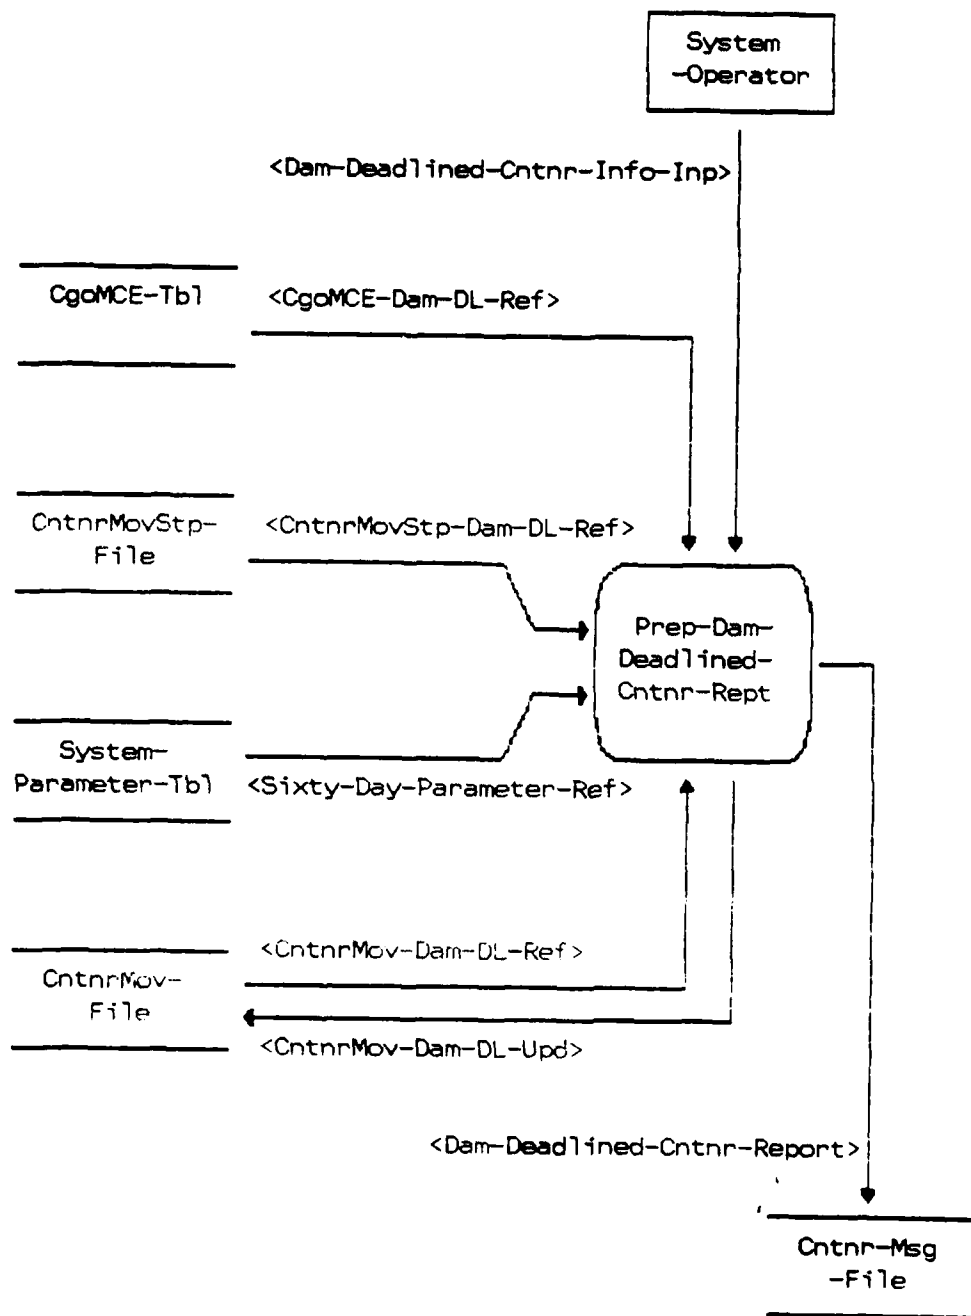 System
-Operator
<Dam-Deadlined-Cntnr-Info-Inp>
CgoMCE-Tbl
<CgoMCE-Dam-DL-Ref>
CntnrMovStp-
File
<CntnrMovStp-Dam-DL-Ref>
Prep-Dam-
Deadlined-
Cntnr-Rept
System-
Parameter-Tbl
<Sixty-Day-Parameter-Ref>
<CntnrMov-Dam-DL-Ref>
CntnrMov-
File
<CntnrMov-Dam-DL-Upd>
<Dam-Deadlined-Cntnr-Report>
Cntnr-Msg
-File